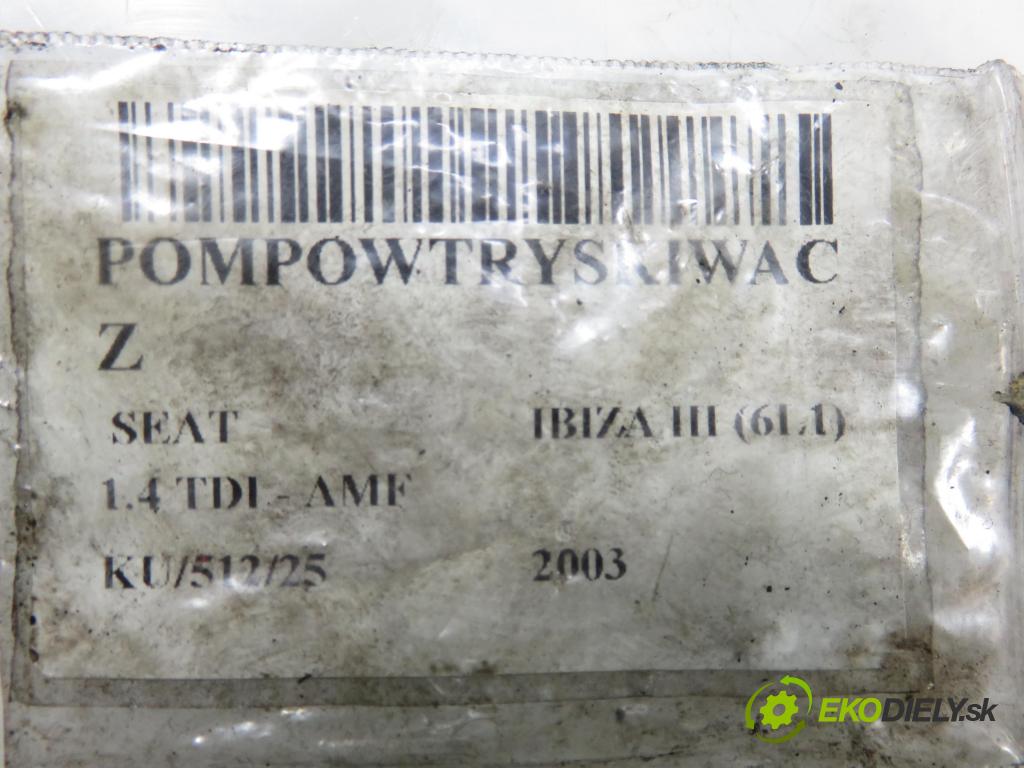 POMPOWTRYSKIWAC
Z
SEAT IBIZA III (6L1)
1.4 TDI - AMF
KU/512/25 2003
EKODIELY.sk